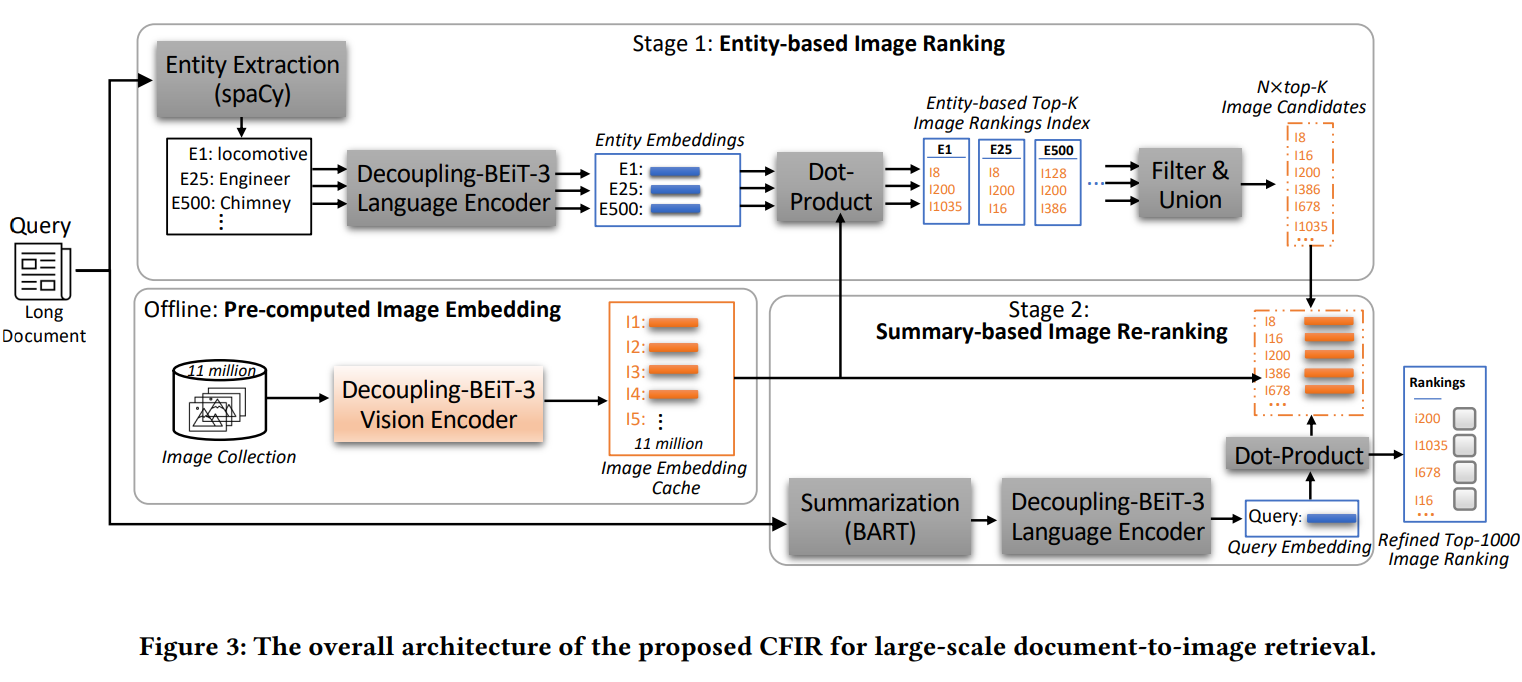 Stage 1: Entity-based Image Ranking
Entity Extraction
(spaCy)
E1: locomotive
E25: Engineer
E500: Chimney
⋮
Decoupling-BEiT-3
Language Encoder
Entity Embeddings
E1:
E25:
E500:
Dot-
Product
Entity-based Top-K
Image Rankings Index
E1
I8
I200
I1035
E25
I8
I200
I16
E500
I128
I200
I386
...
Filter &
Union
N×top-K
Image Candidates
I8
I16
I200
I386
I678
I1035
...
Query
Long
Document
Offline: Pre-computed Image Embedding
11 million
Image Collection
Decoupling-BEiT-3
Vision Encoder
I1:
I2:
I3:
I4:
I5:
⋮
11 million
Image Embedding
Cache
Stage 2:
Summary-based Image Re-ranking
I8
I16
I200
I386
I678
...
Summarization
(BART)
Decoupling-BEiT-3
Language Encoder
Query:
Query Embedding
Dot-Product
Rankings
i200
I1035
I678
I16
...
Refined Top-1000
Image Ranking
Figure 3: The overall architecture of the proposed CFIR for large-scale document-to-image retrieval.